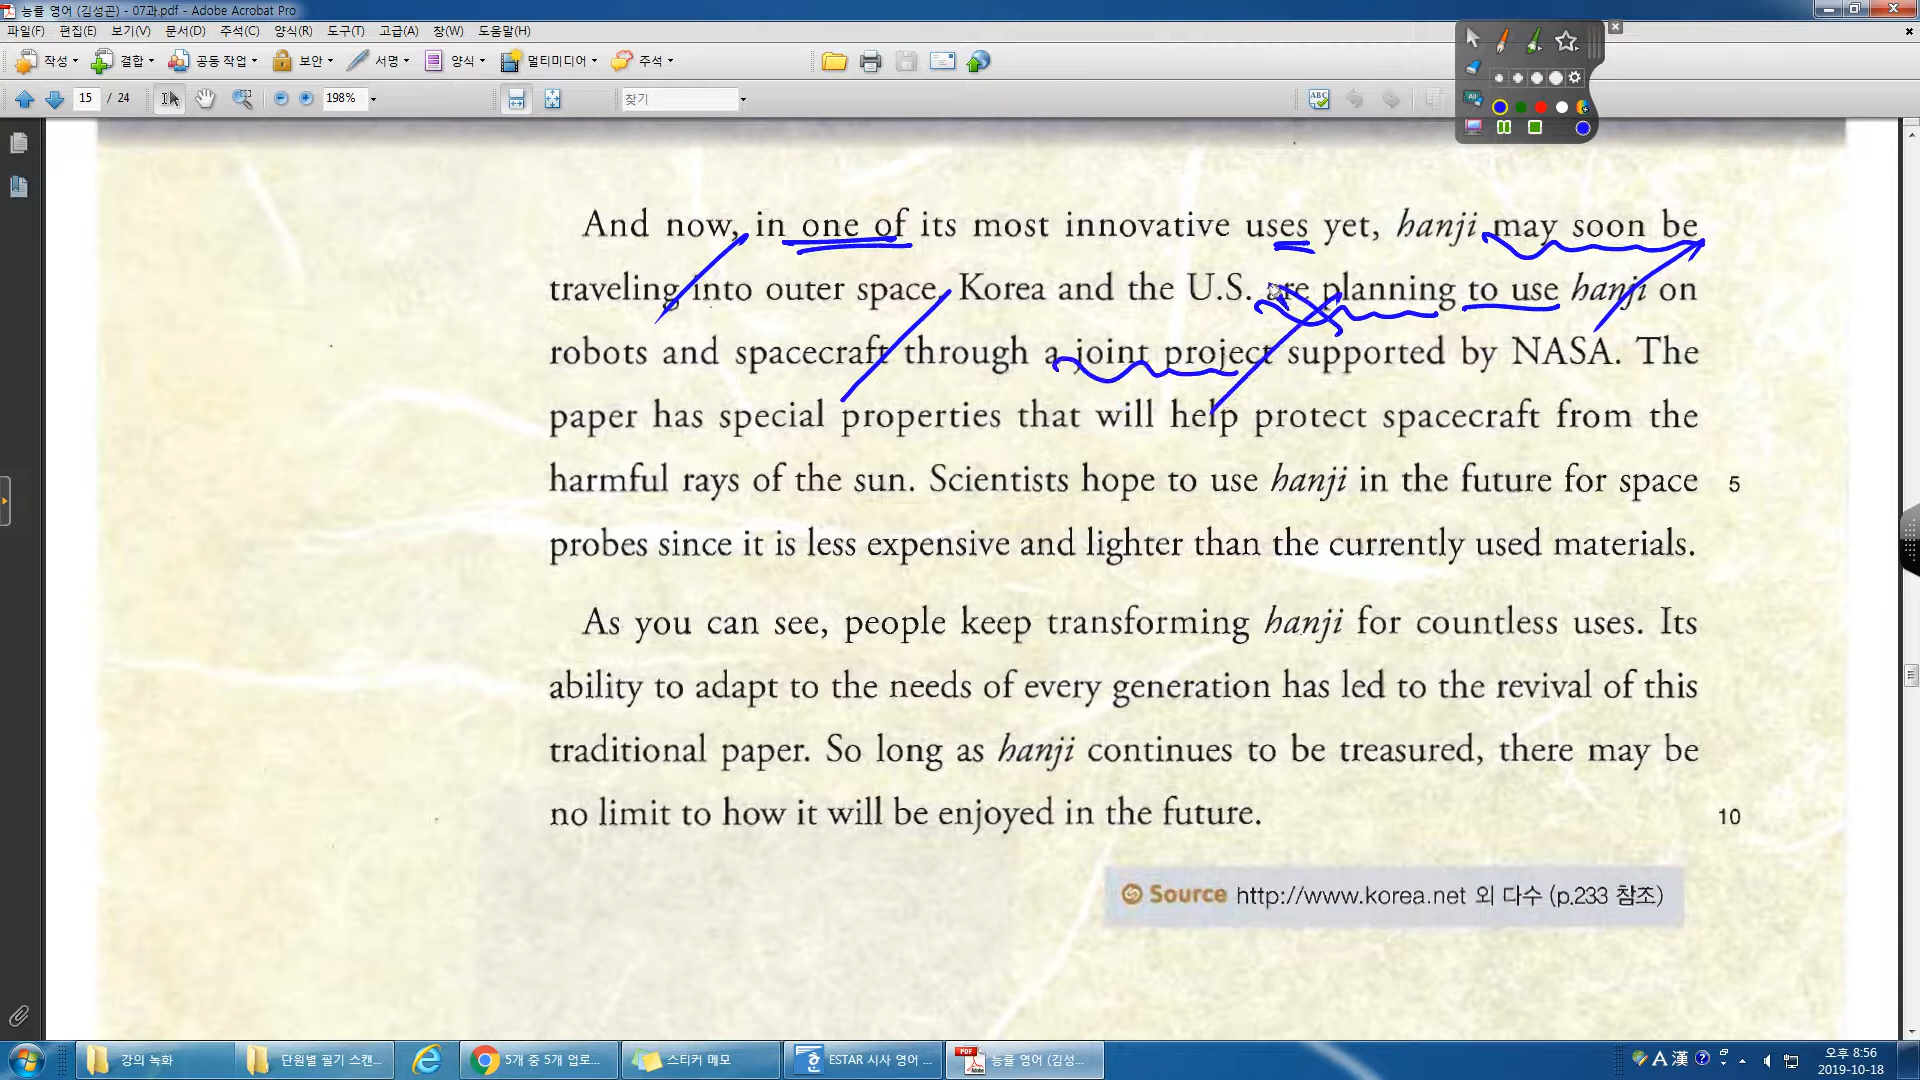 능률 영어 (김성곤) - 07과.pdf - Adobe Acrobat Pro
파일(F) 편집(E) 보기(V) 문서(D) 주석(C) 양식(R) 도구(T) 고급(A) 창(W) 도움말(H)
작성 결합 공동 작업 보안 서명 양식 멀티미디어 주석
15 / 24 198% 찾기
And now, in one of its most innovative uses yet, hanji may soon be
traveling into outer space. Korea and the U.S. are planning to use hanji on
robots and spacecraft through a joint project supported by NASA. The
paper has special properties that will help protect spacecraft from the
harmful rays of the sun. Scientists hope to use hanji in the future for space 5
probes since it is less expensive and lighter than the currently used materials.
As you can see, people keep transforming hanji for countless uses. Its
ability to adapt to the needs of every generation has led to the revival of this
traditional paper. So long as hanji continues to be treasured, there may be
no limit to how it will be enjoyed in the future. 10
Source http://www.korea.net 외 다수 (p.233 참조)
강의 녹화 단원별 필기 스캔... 5개 중 5개 업로... 스티커 메모 ESTAR 시사 영어 ... 능률 영어 (김성... A 漢 오후 8:56
2019-10-18